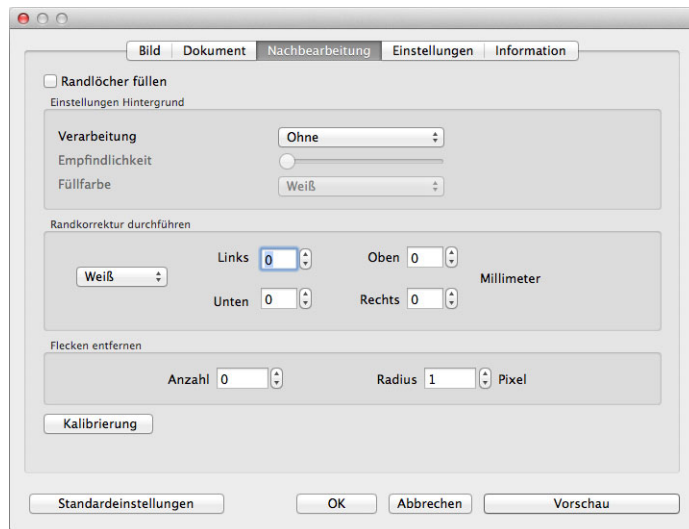 Bild Dokument Nachbearbeitung Einstellungen Information
Randlöcher füllen
Einstellungen Hintergrund
Verarbeitung Ohne
Empfindlichkeit
Füllfarbe Weiß
Randkorrektur durchführen
Links 0 Oben 0
Weiß Millimeter
Unten 0 Rechts 0
Flecken entfernen
Anzahl 0 Radius 1 Pixel
Kalibrierung
Standardeinstellungen OK Abbrechen Vorschau